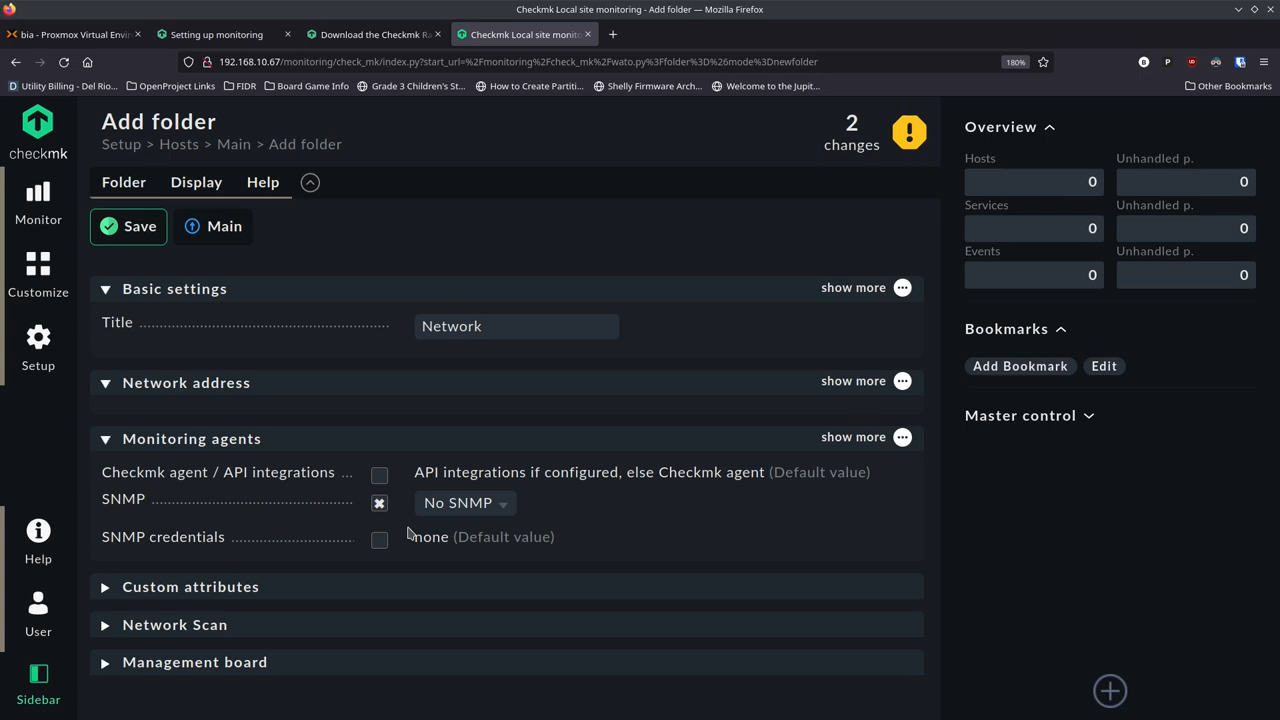 Checkmk Local site monitoring - Add folder — Mozilla Firefox
bia - Proxmox Virtual Envir
Setting up monitoring
Download the Checkmk Ra
Checkmk Local site monito
192.168.10.67/monitoring/check_mk/index.py?start_url=%2Fmonitoring%2Fcheck_mk%2Fwato.py%3Ffolder%3D%26mode%3Dnewfolder
180%
Utility Billing - Del Rio...
OpenProject Links
FIDR
Board Game Info
Grade 3 Children's St...
How to Create Partiti...
Shelly Firmware Arch...
Welcome to the Jupit...
Other Bookmarks
checkmk
Monitor
Customize
Setup
Help
User
Sidebar
Add folder
Setup > Hosts > Main > Add folder
2
changes
Folder
Display
Help
Save
Main
Basic settings
show more
Title
Network
Network address
show more
Monitoring agents
show more
Checkmk agent / API integrations ...
API integrations if configured, else Checkmk agent (Default value)
SNMP
No SNMP
SNMP credentials
none (Default value)
Custom attributes
Network Scan
Management board
Overview
Hosts
Unhandled p.
0
0
Services
Unhandled p.
0
0
Events
Unhandled p.
0
0
Bookmarks
Add Bookmark
Edit
Master control